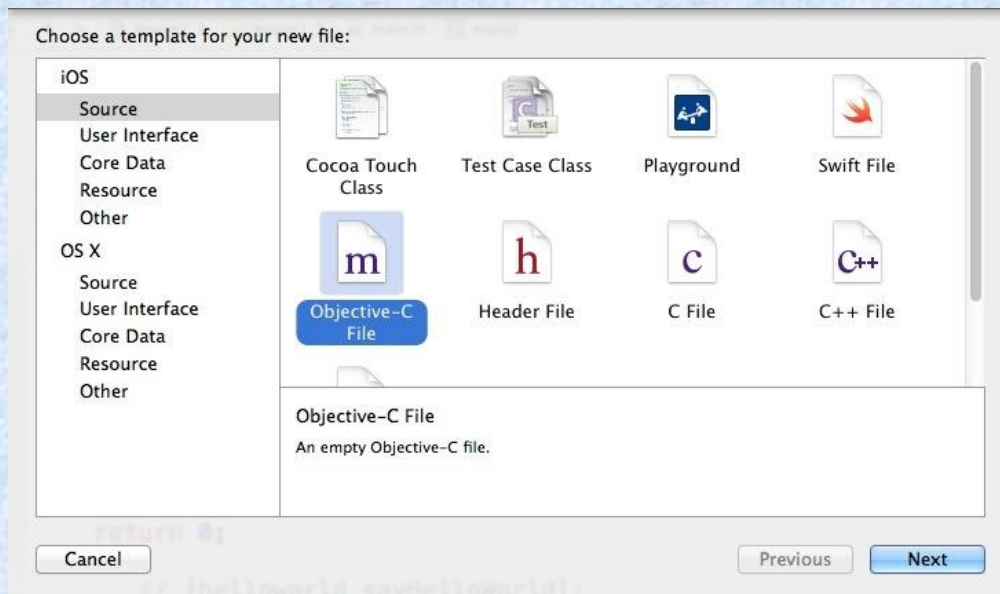 Choose a template for your new file:
iOS
Source
User Interface
Core Data
Resource
Other
OS X
Source
User Interface
Core Data
Resource
Other
Cocoa Touch
Class
Test
Test Case Class
Playground
Swift File
m
Objective-C
File
h
Header File
c
C File
C++
C++ File
Objective-C File
An empty Objective-C file.
return 0;
Cancel
Previous
Next
// [helloworld sayHelloWorld];